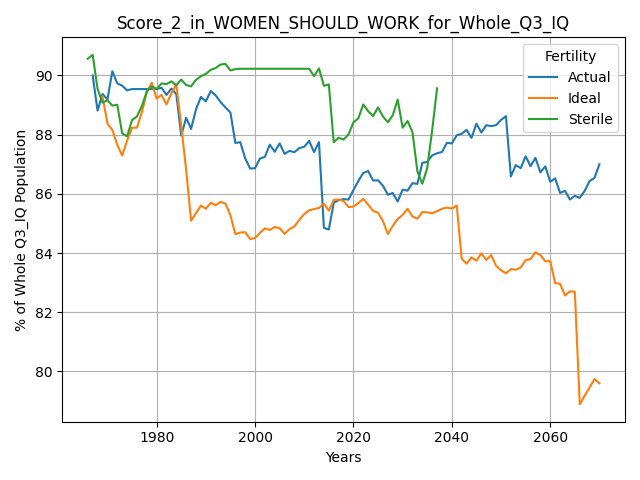 Score_2_in_WOMEN_SHOULD_WORK_for_Whole_Q3_IQ
Fertility
Actual
Ideal
Sterile
% of Whole Q3_IQ Population
90
88
86
84
82
80
1980
2000
2020
2040
2060
Years